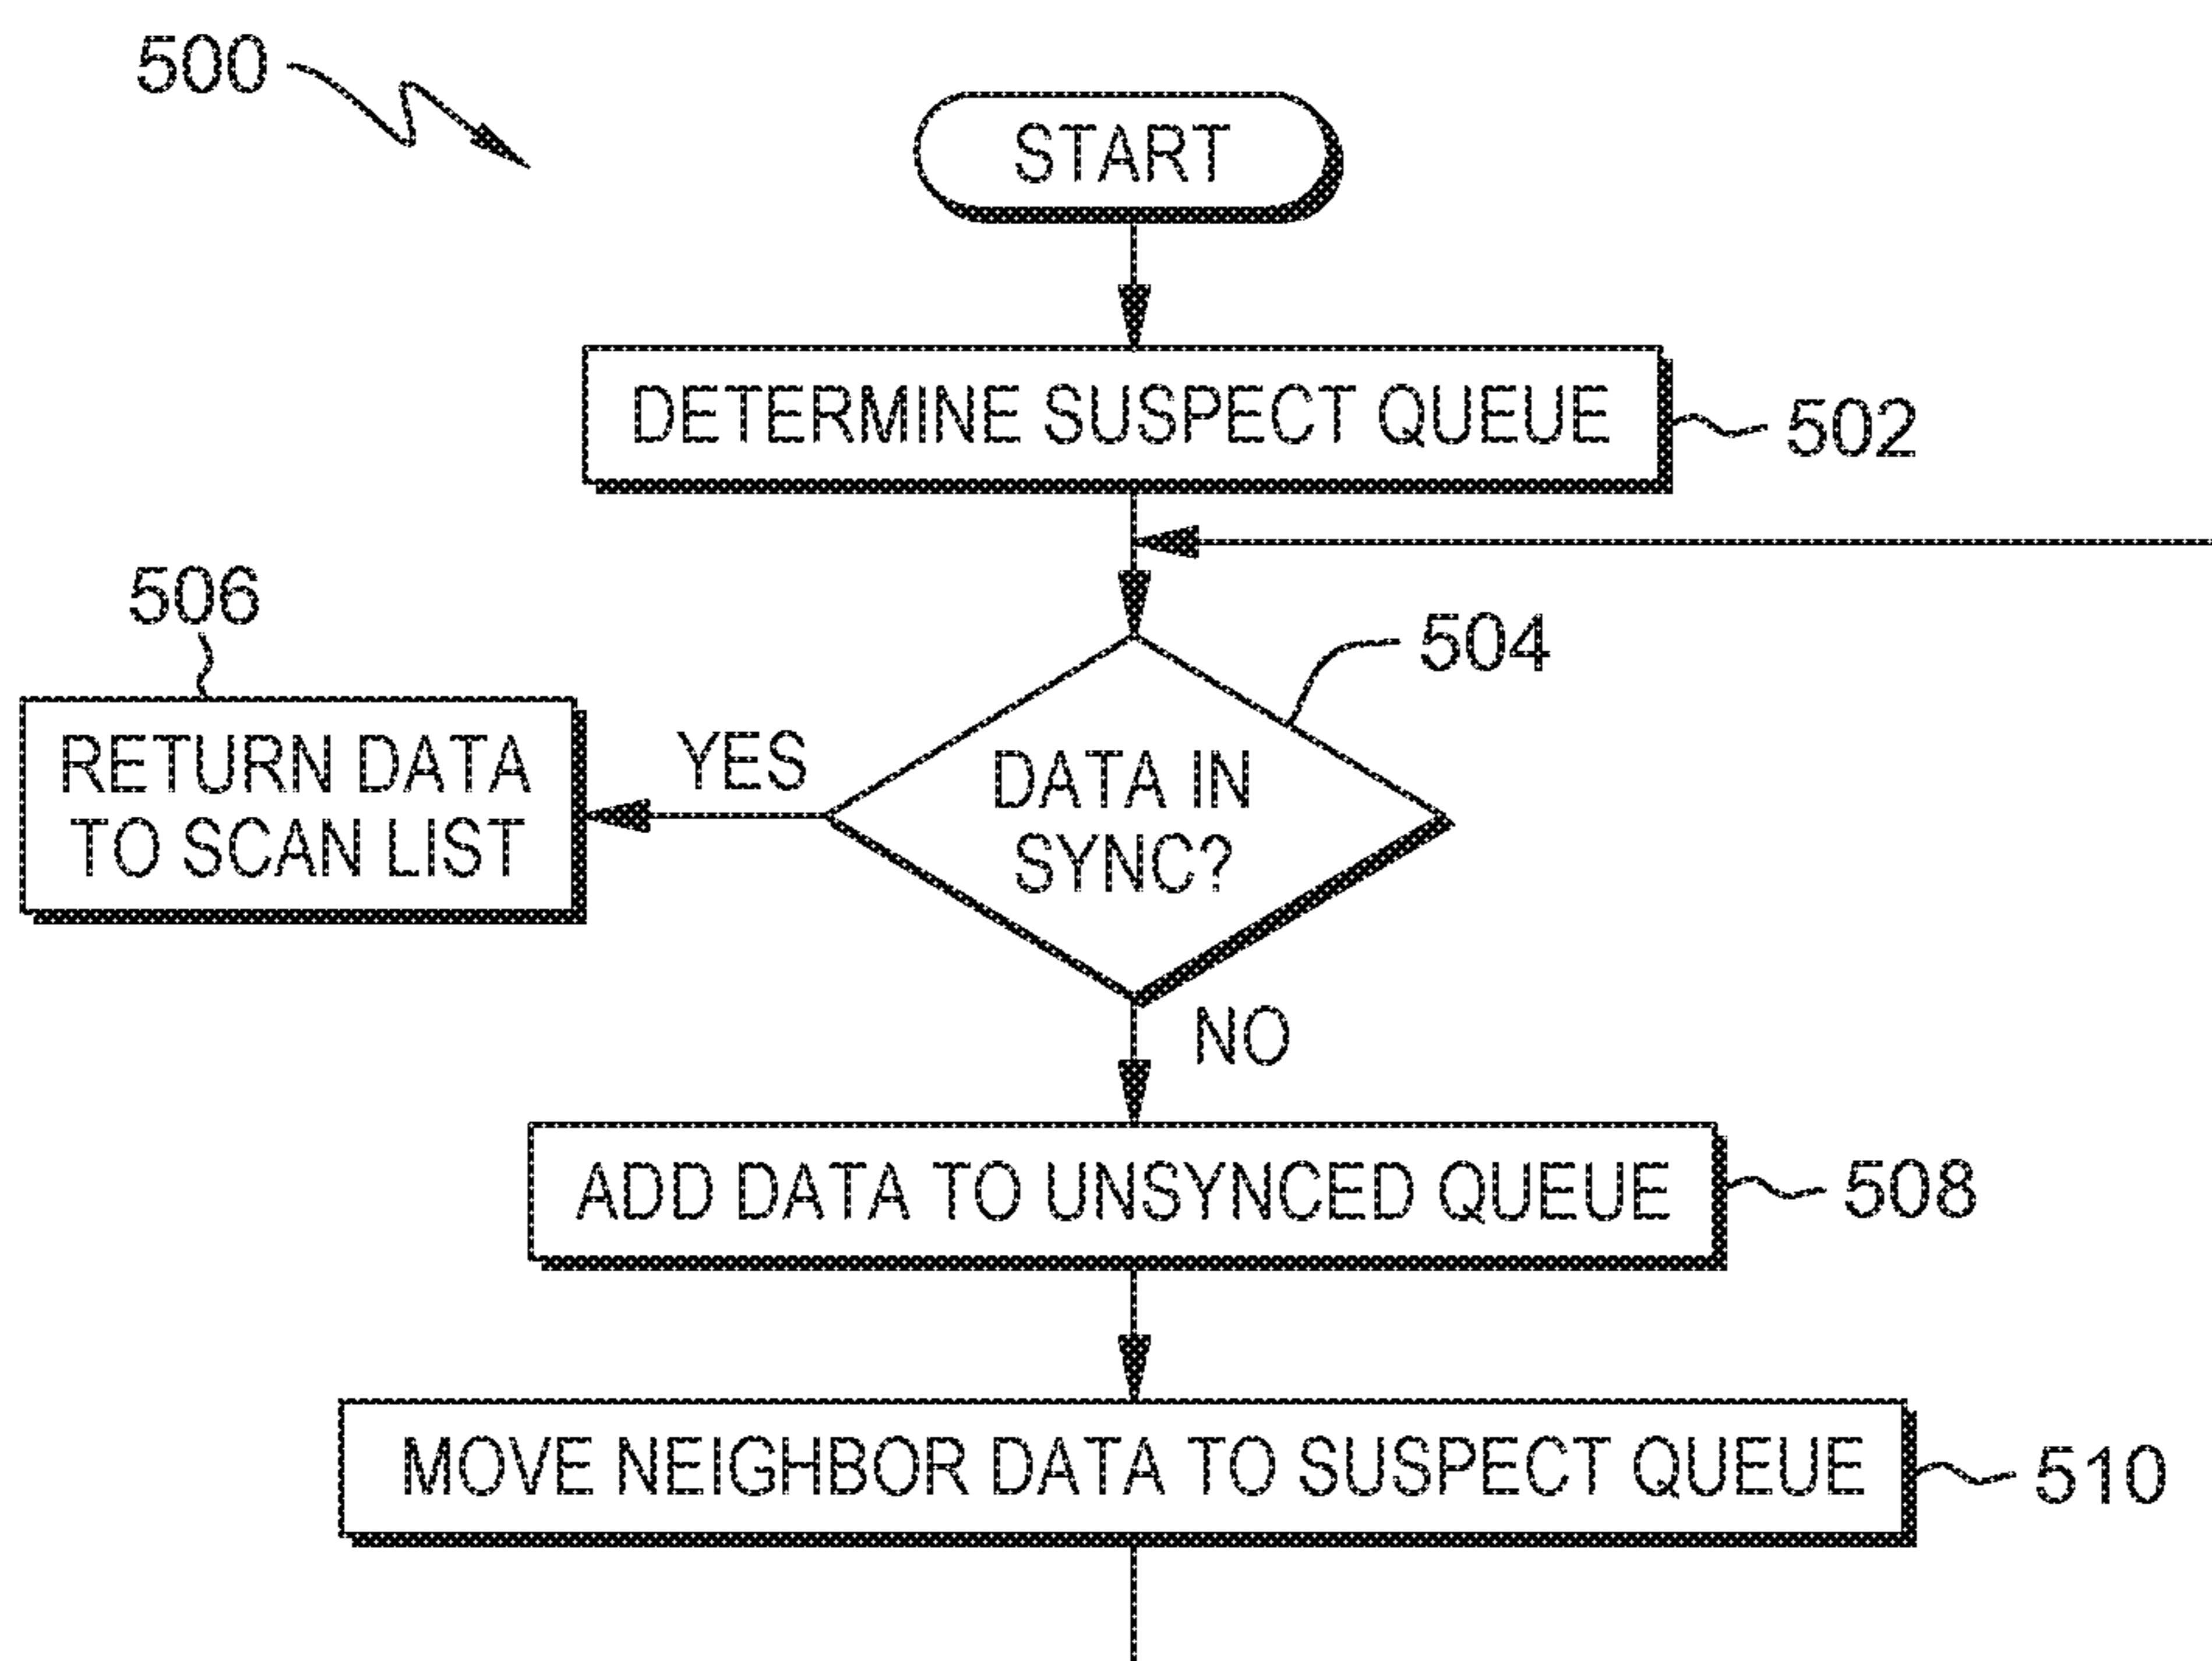 500
START
DETERMINE SUSPECT QUEUE
502
506
504
RETURN DATA
TO SCAN LIST
YES
DATA IN
SYNC?
NO
ADD DATA TO UNSYNCED QUEUE
508
MOVE NEIGHBOR DATA TO SUSPECT QUEUE
510